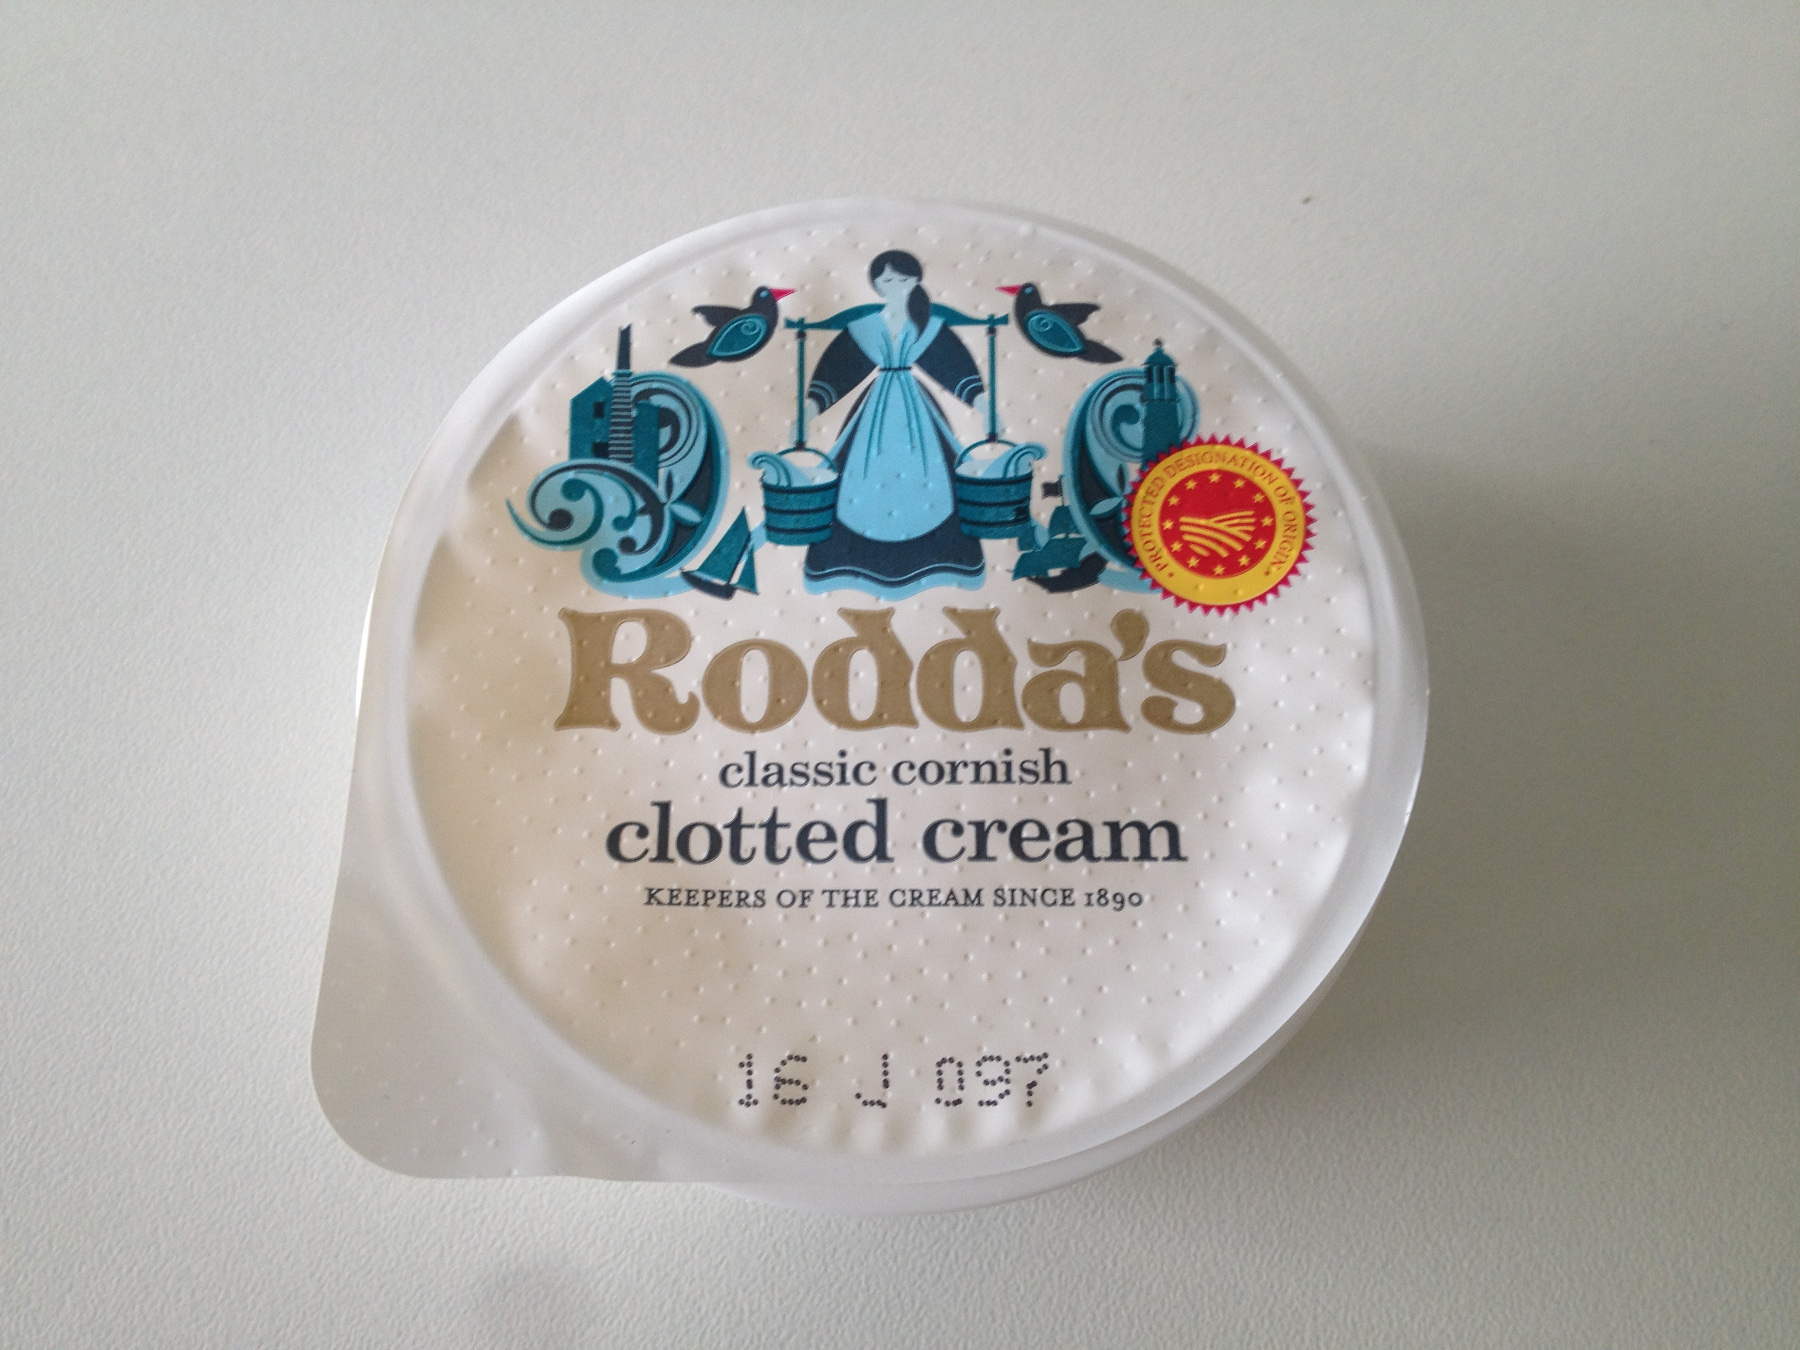 PROTECTED DESIGNATION OF ORIGIN
Rodda's
classic cornish
clotted cream
KEEPERS OF THE CREAM SINCE 1890
16 J 097